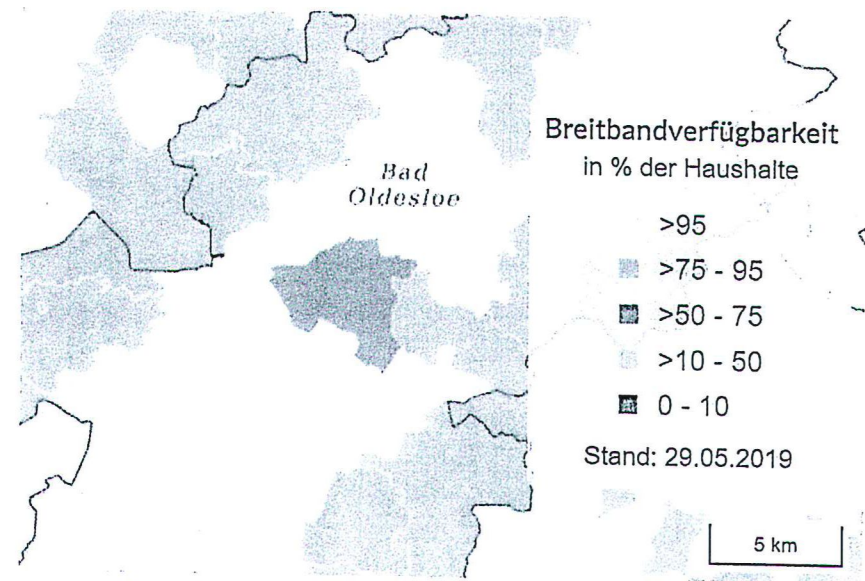 Bad
Oldesloe
Breitbandverfügbarkeit
in % der Haushalte
>95
>75 - 95
>50 - 75
>10 - 50
0 - 10
Stand: 29.05.2019
5 km